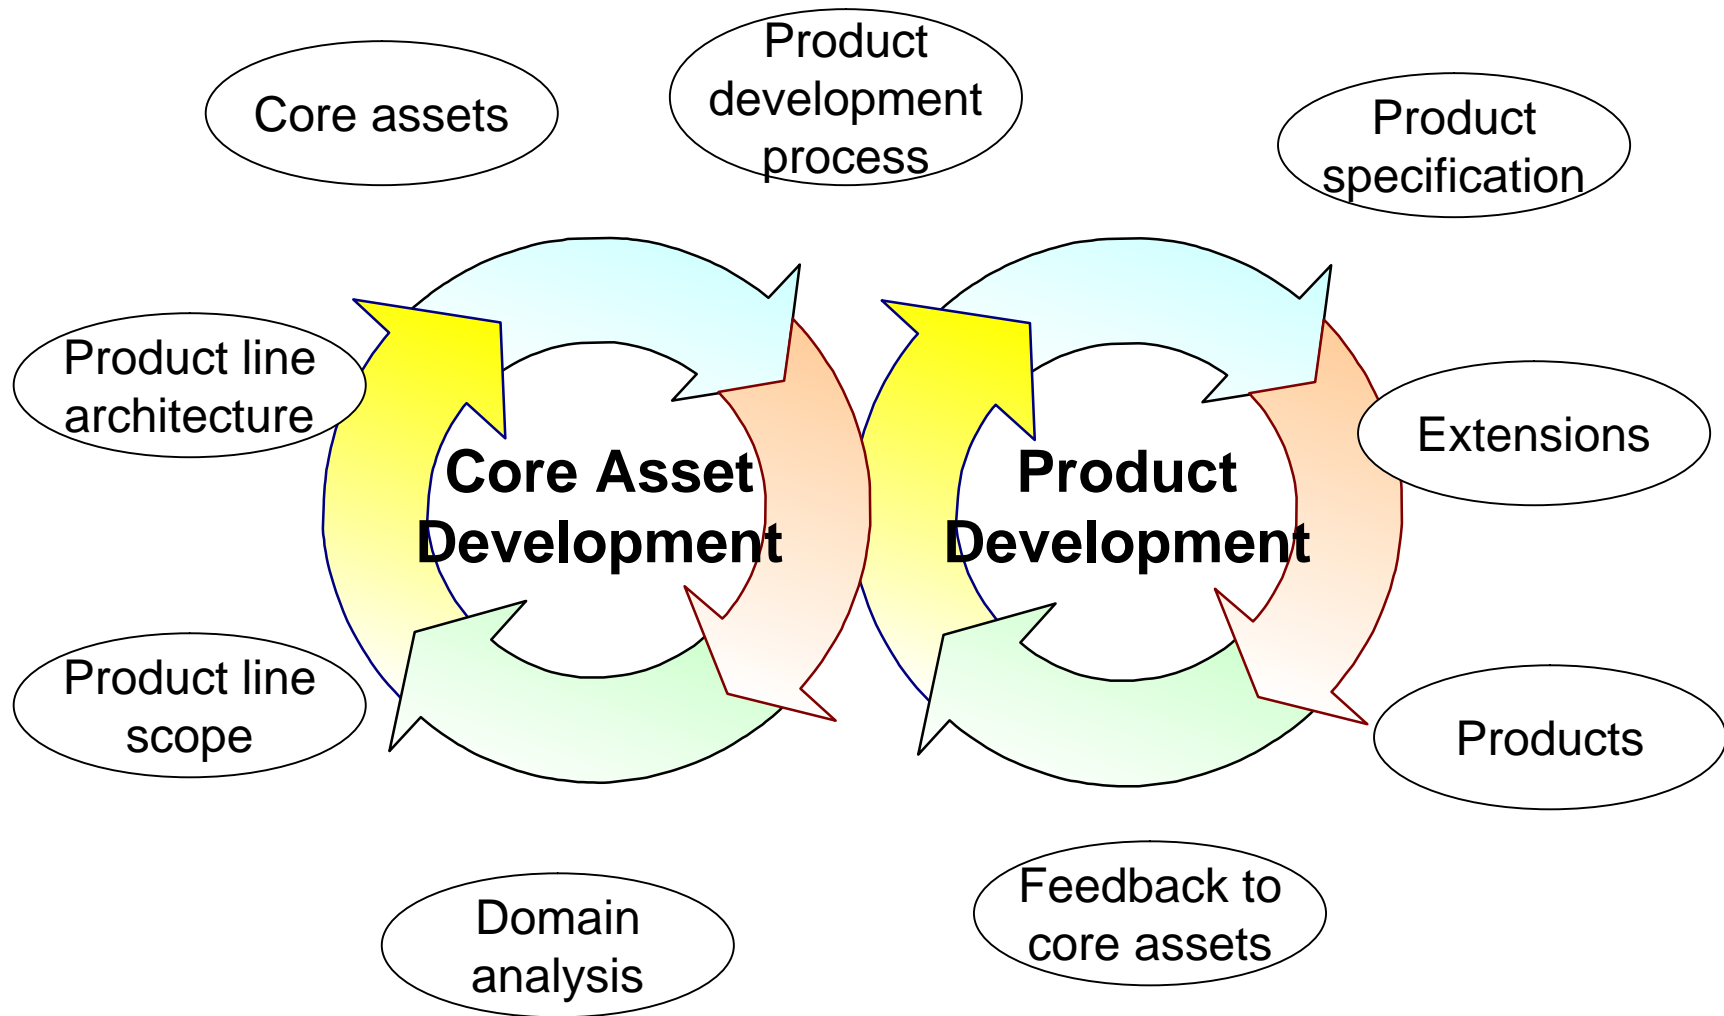 Product
development
process
Core assets
Product
specification
Product line
architecture
Extensions
Core Asset
Development
Product
Development
Product line
scope
Products
Domain
analysis
Feedback to
core assets